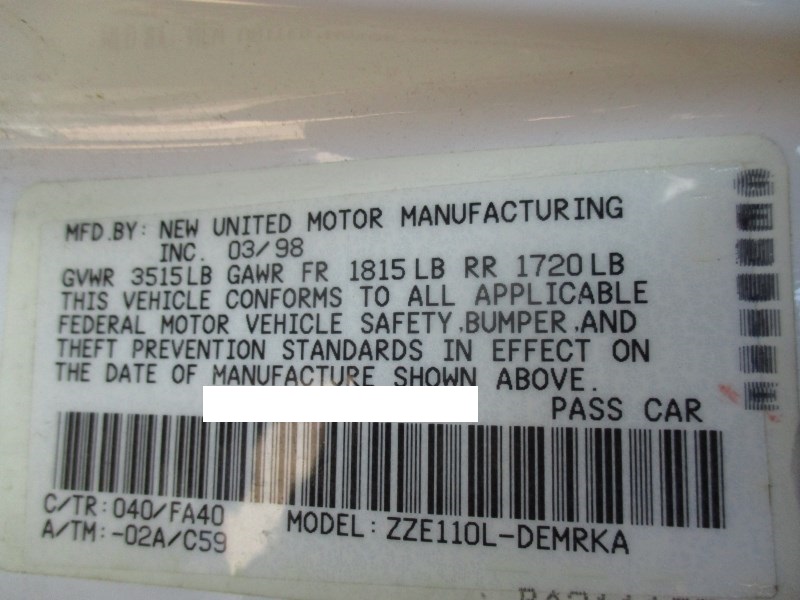 MFD.BY: NEW UNITED MOTOR MANUFACTURING
INC. 03/98
GVWR 3515LB GAWR FR 1815LB RR 1720LB
THIS VEHICLE CONFORMS TO ALL APPLICABLE
FEDERAL MOTOR VEHICLE SAFETY,BUMPER,AND
THEFT PREVENTION STANDARDS IN EFFECT ON
THE DATE OF MANUFACTURE SHOWN ABOVE.
PASS CAR
C/TR:040/FA40
A/TM:-02A/C59
MODEL:ZZE110L-DEMRKA